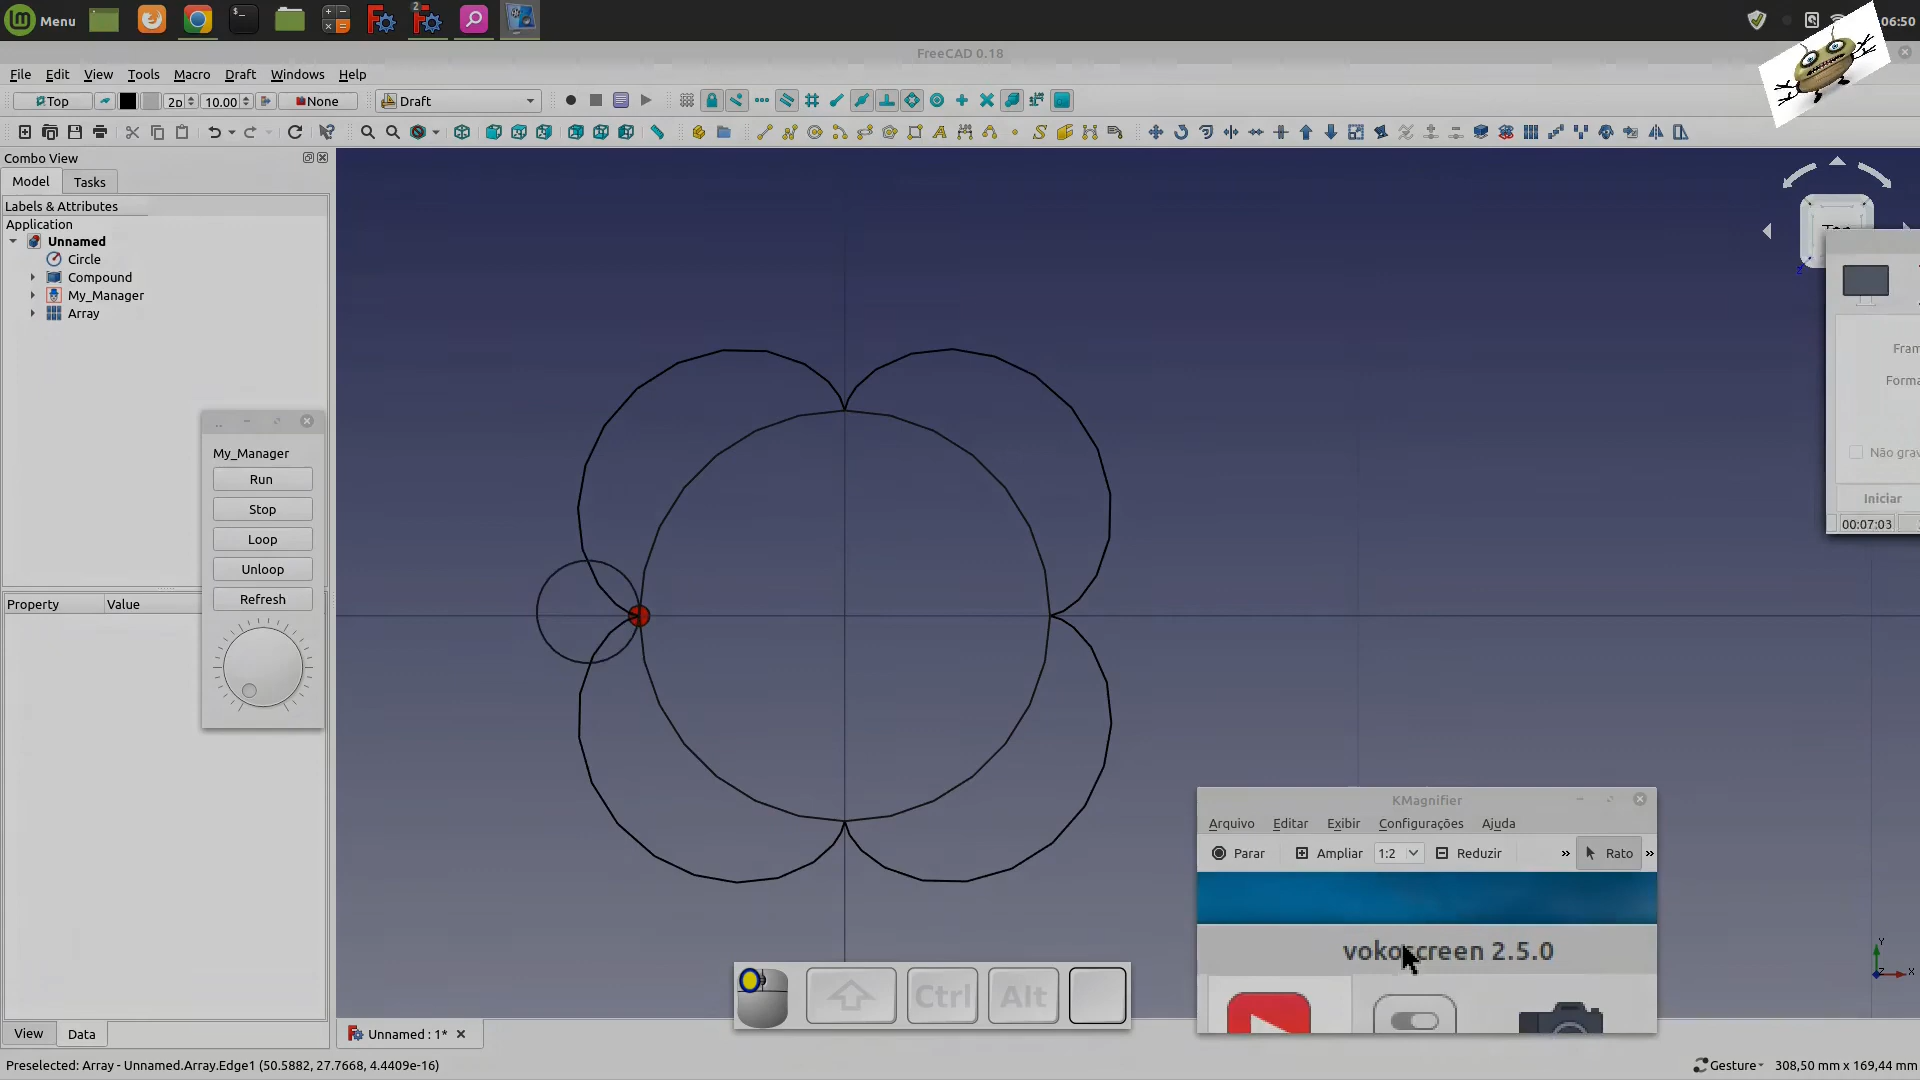 Menu
2
06:50
FreeCAD 0.18
File Edit View Tools Macro Draft Windows Help
Top 10.00 None Draft
Combo View
Model Tasks
Labels & Attributes
Application
Unnamed
Circle
Compound
My_Manager
Array
My_Manager
Run
Stop
Loop
Unloop
Refresh
Property Value
View Data
Unnamed : 1*
Z
Fram
Forma
Não grav
Iniciar
00:07:03
KMagnifier
Arquivo Editar Exibir Configurações Ajuda
Parar Ampliar 1:2 Reduzir » Rato »
vokoscreen 2.5.0
Ctrl Alt
Y
Z X
Preselected: Array - Unnamed.Array.Edge1 (50.5882, 27.7668, 4.4409e-16)
Gesture 308,50 mm x 169,44 mm